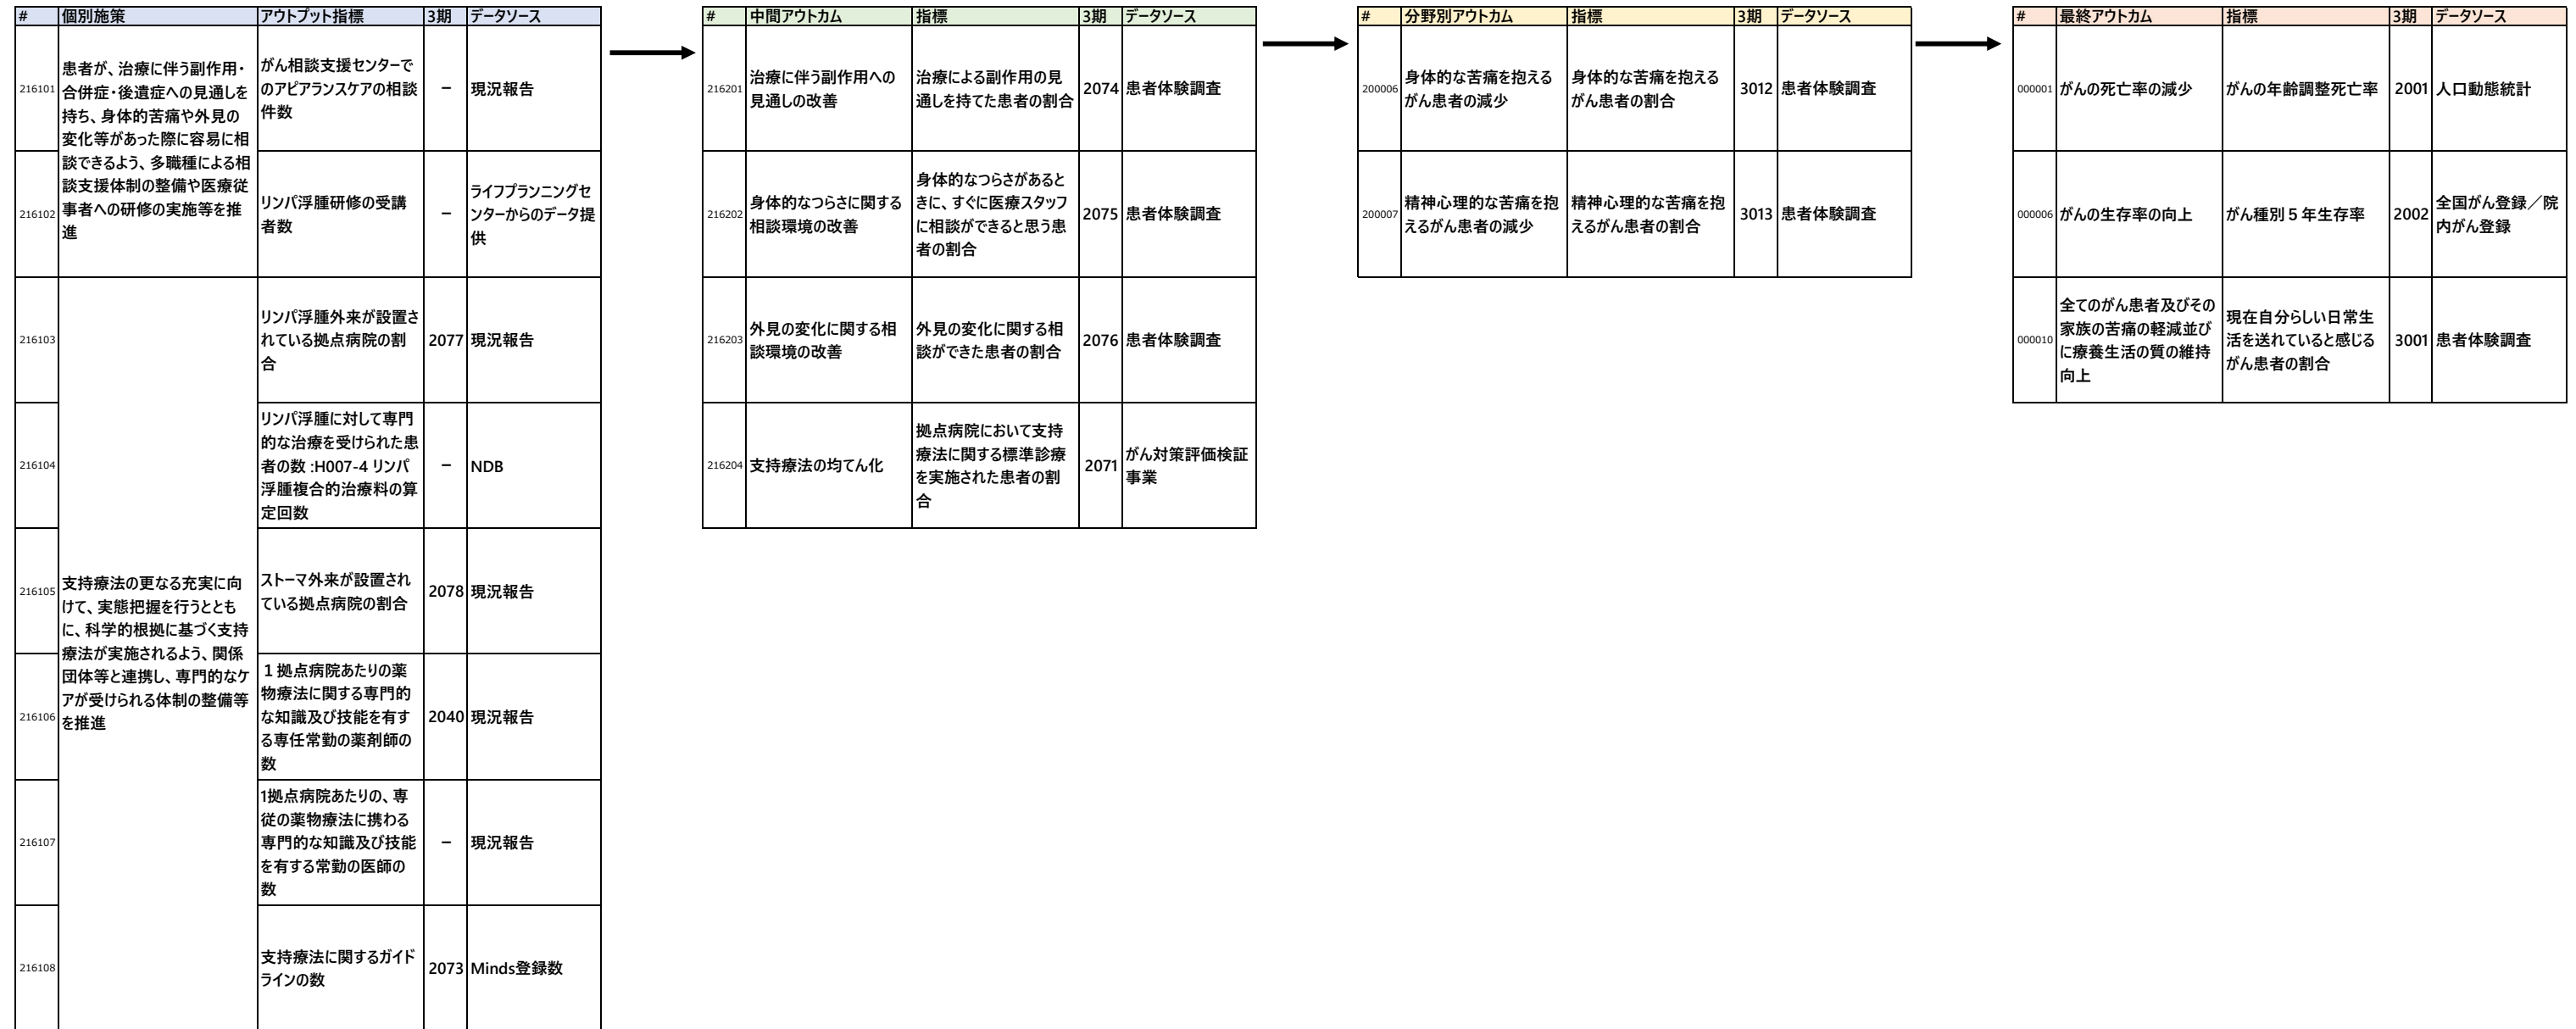 # 個別施策 アウトプット指標 3期 データソース
216101
患者が、治療に伴う副作用・
合併症・後遺症への見通しを
持ち、身体的苦痛や外見の
変化等があった際に容易に相
談できるよう、多職種による相
談支援体制の整備や医療従
事者への研修の実施等を推
進
がん相談支援センターで
のアピアランスケアの相談
件数
－
現況報告
216102
リンパ浮腫研修の受講
者数
－
ライフプランニングセ
ンターからのデータ提
供
216103
リンパ浮腫外来が設置さ
れている拠点病院の割
合
2077
現況報告
216104
リンパ浮腫に対して専門
的な治療を受けられた患
者の数 :H007-4 リンパ
浮腫複合的治療料の算
定回数
－
NDB
216105
支持療法の更なる充実に向
けて、実態把握を行うととも
に、科学的根拠に基づく支持
療法が実施されるよう、関係
団体等と連携し、専門的なケ
アが受けられる体制の整備等
を推進
ストーマ外来が設置され
ている拠点病院の割合
2078
現況報告
216106
１拠点病院あたりの薬
物療法に関する専門的
な知識及び技能を有す
る専任常勤の薬剤師の
数
2040
現況報告
216107
1拠点病院あたりの、専
従の薬物療法に携わる
専門的な知識及び技能
を有する常勤の医師の
数
－
現況報告
216108
支持療法に関するガイド
ラインの数
2073
Minds登録数
# 中間アウトカム 指標 3期 データソース
216201
治療に伴う副作用への
見通しの改善
治療による副作用の見
通しを持てた患者の割合
2074
患者体験調査
216202
身体的なつらさに関する
相談環境の改善
身体的なつらさがあると
きに、すぐに医療スタッフ
に相談ができると思う患
者の割合
2075
患者体験調査
216203
外見の変化に関する相
談環境の改善
外見の変化に関する相
談ができた患者の割合
2076
患者体験調査
216204
支持療法の均てん化
拠点病院において支持
療法に関する標準診療
を実施された患者の割
合
2071
がん対策評価検証
事業
# 分野別アウトカム 指標 3期 データソース
200006
身体的な苦痛を抱える
がん患者の減少
身体的な苦痛を抱える
がん患者の割合
3012
患者体験調査
200007
精神心理的な苦痛を抱
えるがん患者の減少
精神心理的な苦痛を抱
えるがん患者の割合
3013
患者体験調査
# 最終アウトカム 指標 3期 データソース
000001
がんの死亡率の減少
がんの年齢調整死亡率
2001
人口動態統計
000006
がんの生存率の向上
がん種別５年生存率
2002
全国がん登録／院
内がん登録
000010
全てのがん患者及びその
家族の苦痛の軽減並び
に療養生活の質の維持
向上
現在自分らしい日常生
活を送れていると感じる
がん患者の割合
3001
患者体験調査